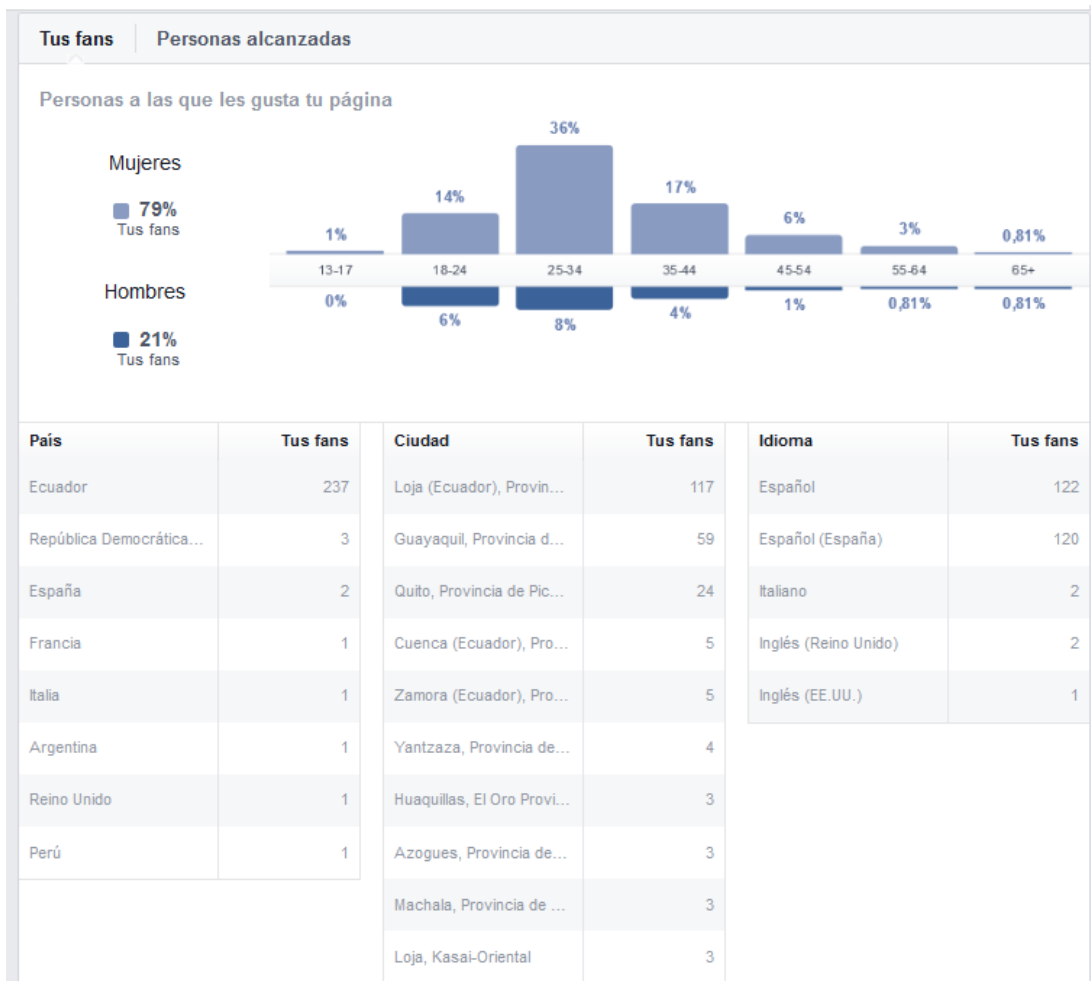 Tus fans Personas alcanzadas
Personas a las que les gusta tu página
Mujeres
79%
Tus fans
1% 14% 36% 17% 6% 3% 0,81%
13-17 18-24 25-34 35-44 45-54 55-64 65+
0% 6% 8% 4% 1% 0,81% 0,81%
Hombres
21%
Tus fans
País Tus fans
Ecuador 237
República Democrática... 3
España 2
Francia 1
Italia 1
Argentina 1
Reino Unido 1
Perú 1
Ciudad Tus fans
Loja (Ecuador), Provin... 117
Guayaquil, Provincia d... 59
Quito, Provincia de Pic... 24
Cuenca (Ecuador), Pro... 5
Zamora (Ecuador), Pro... 5
Yantzaza, Provincia de... 4
Huaquillas, El Oro Provi... 3
Azogues, Provincia de... 3
Machala, Provincia de ... 3
Loja, Kasai-Oriental 3
Idioma Tus fans
Español 122
Español (España) 120
Italiano 2
Inglés (Reino Unido) 2
Inglés (EE.UU.) 1